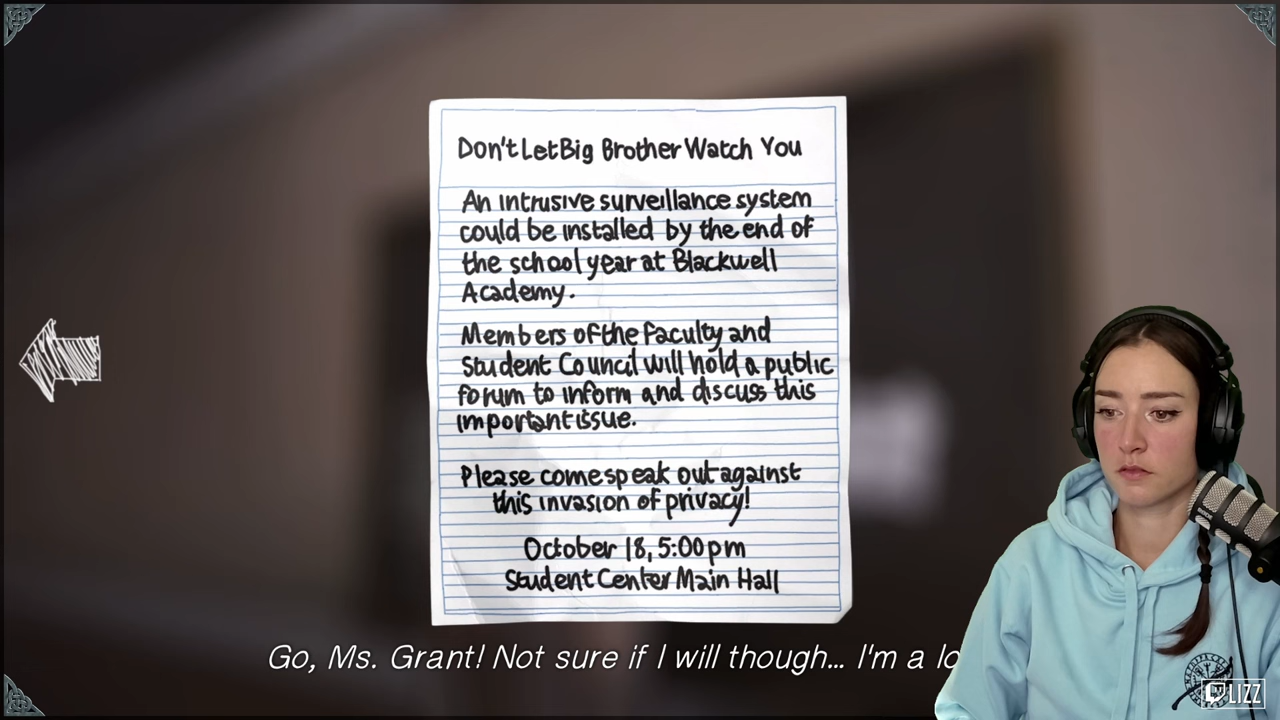 Don't Let Big Brother Watch You
An intrusive surveillance system
could be installed by the end of
the school year at Blackwell
Academy.
Members of the faculty and
Student Council will hold a public
forum to inform and discuss this
important issue.
Please come speak out against
this invasion of privacy!
October 18, 5:00pm
Student Center Main Hall
Go, Ms. Grant! Not sure if I will though... I'm a lo
LIZZ